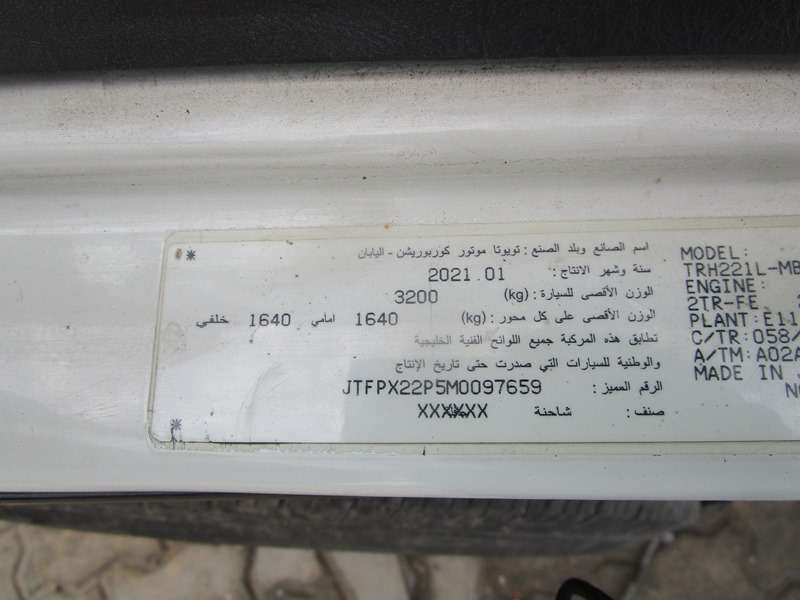 اسم الصانع وبلد الصنع : تويوتا موتور كوربوريشن - اليابان
سنة وشهر الانتاج : 2021.01
الوزن الأقصى للسيارة : (kg) 3200
الوزن الأقصى على كل محور : (kg) 1640 امامي 1640 خلفي
تطابق هذه المركبة جميع اللوائح الفنية الخليجية
والوطنية للسيارات التي صدرت حتى تاريخ الإنتاج
الرقم المميز : JTFPX22P5M0097659
صنف : شاحنة XXXXXX
MODEL:
TRH221L-MB
ENGINE:
2TR-FE
PLANT:E11
C/TR:058/
A/TM:A02A
MADE IN